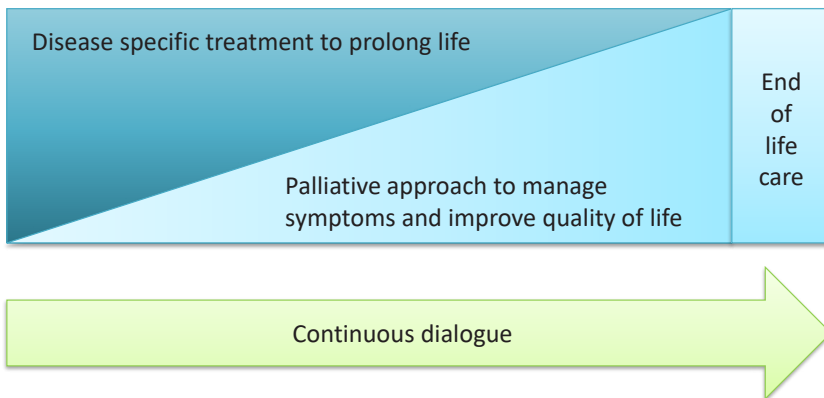 Disease specific treatment to prolong life
End
of
life
care
Palliative approach to manage
symptoms and improve quality of life
Continuous dialogue